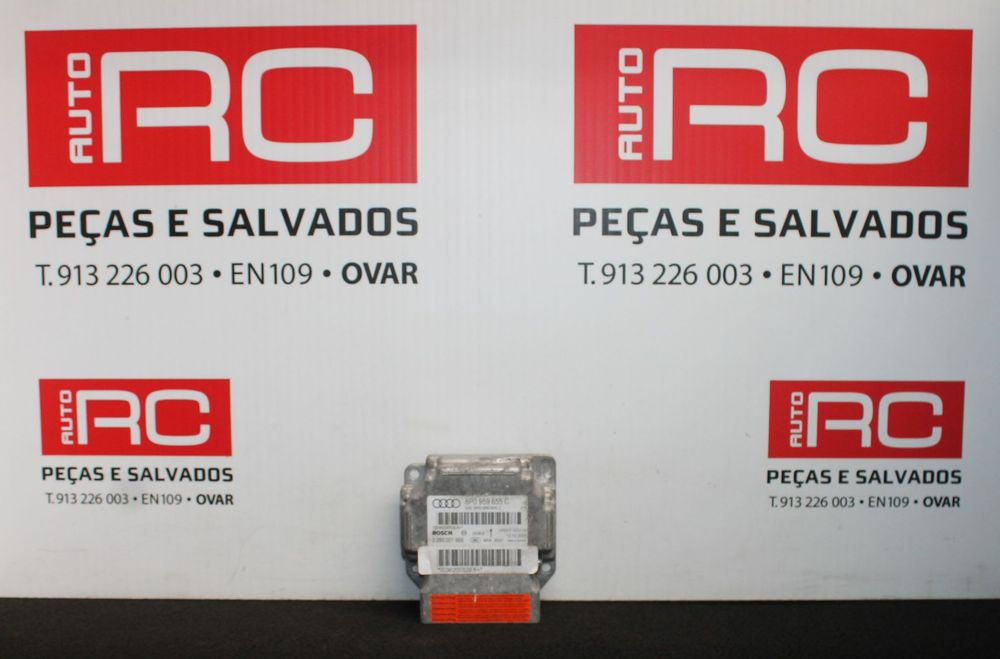 AUTO RC
PEÇAS E SALVADOS
T.913 226 003 • EN109 • OVAR
AUTO RC
PEÇAS E SALVADOS
T.913 226 003 • EN109 • OVAR
AUTO RC
PEÇAS E SALVADOS
T.913 226 003 • EN109 • OVAR
AUTO RC
PEÇAS E SALVADOS
T.913 226 003 • EN109 • OVAR
8P0 959 655 C
BOSCH